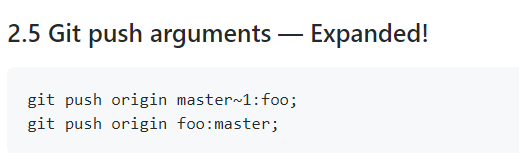 2.5 Git push arguments — Expanded!
git push origin master~1:foo;
git push origin foo:master;